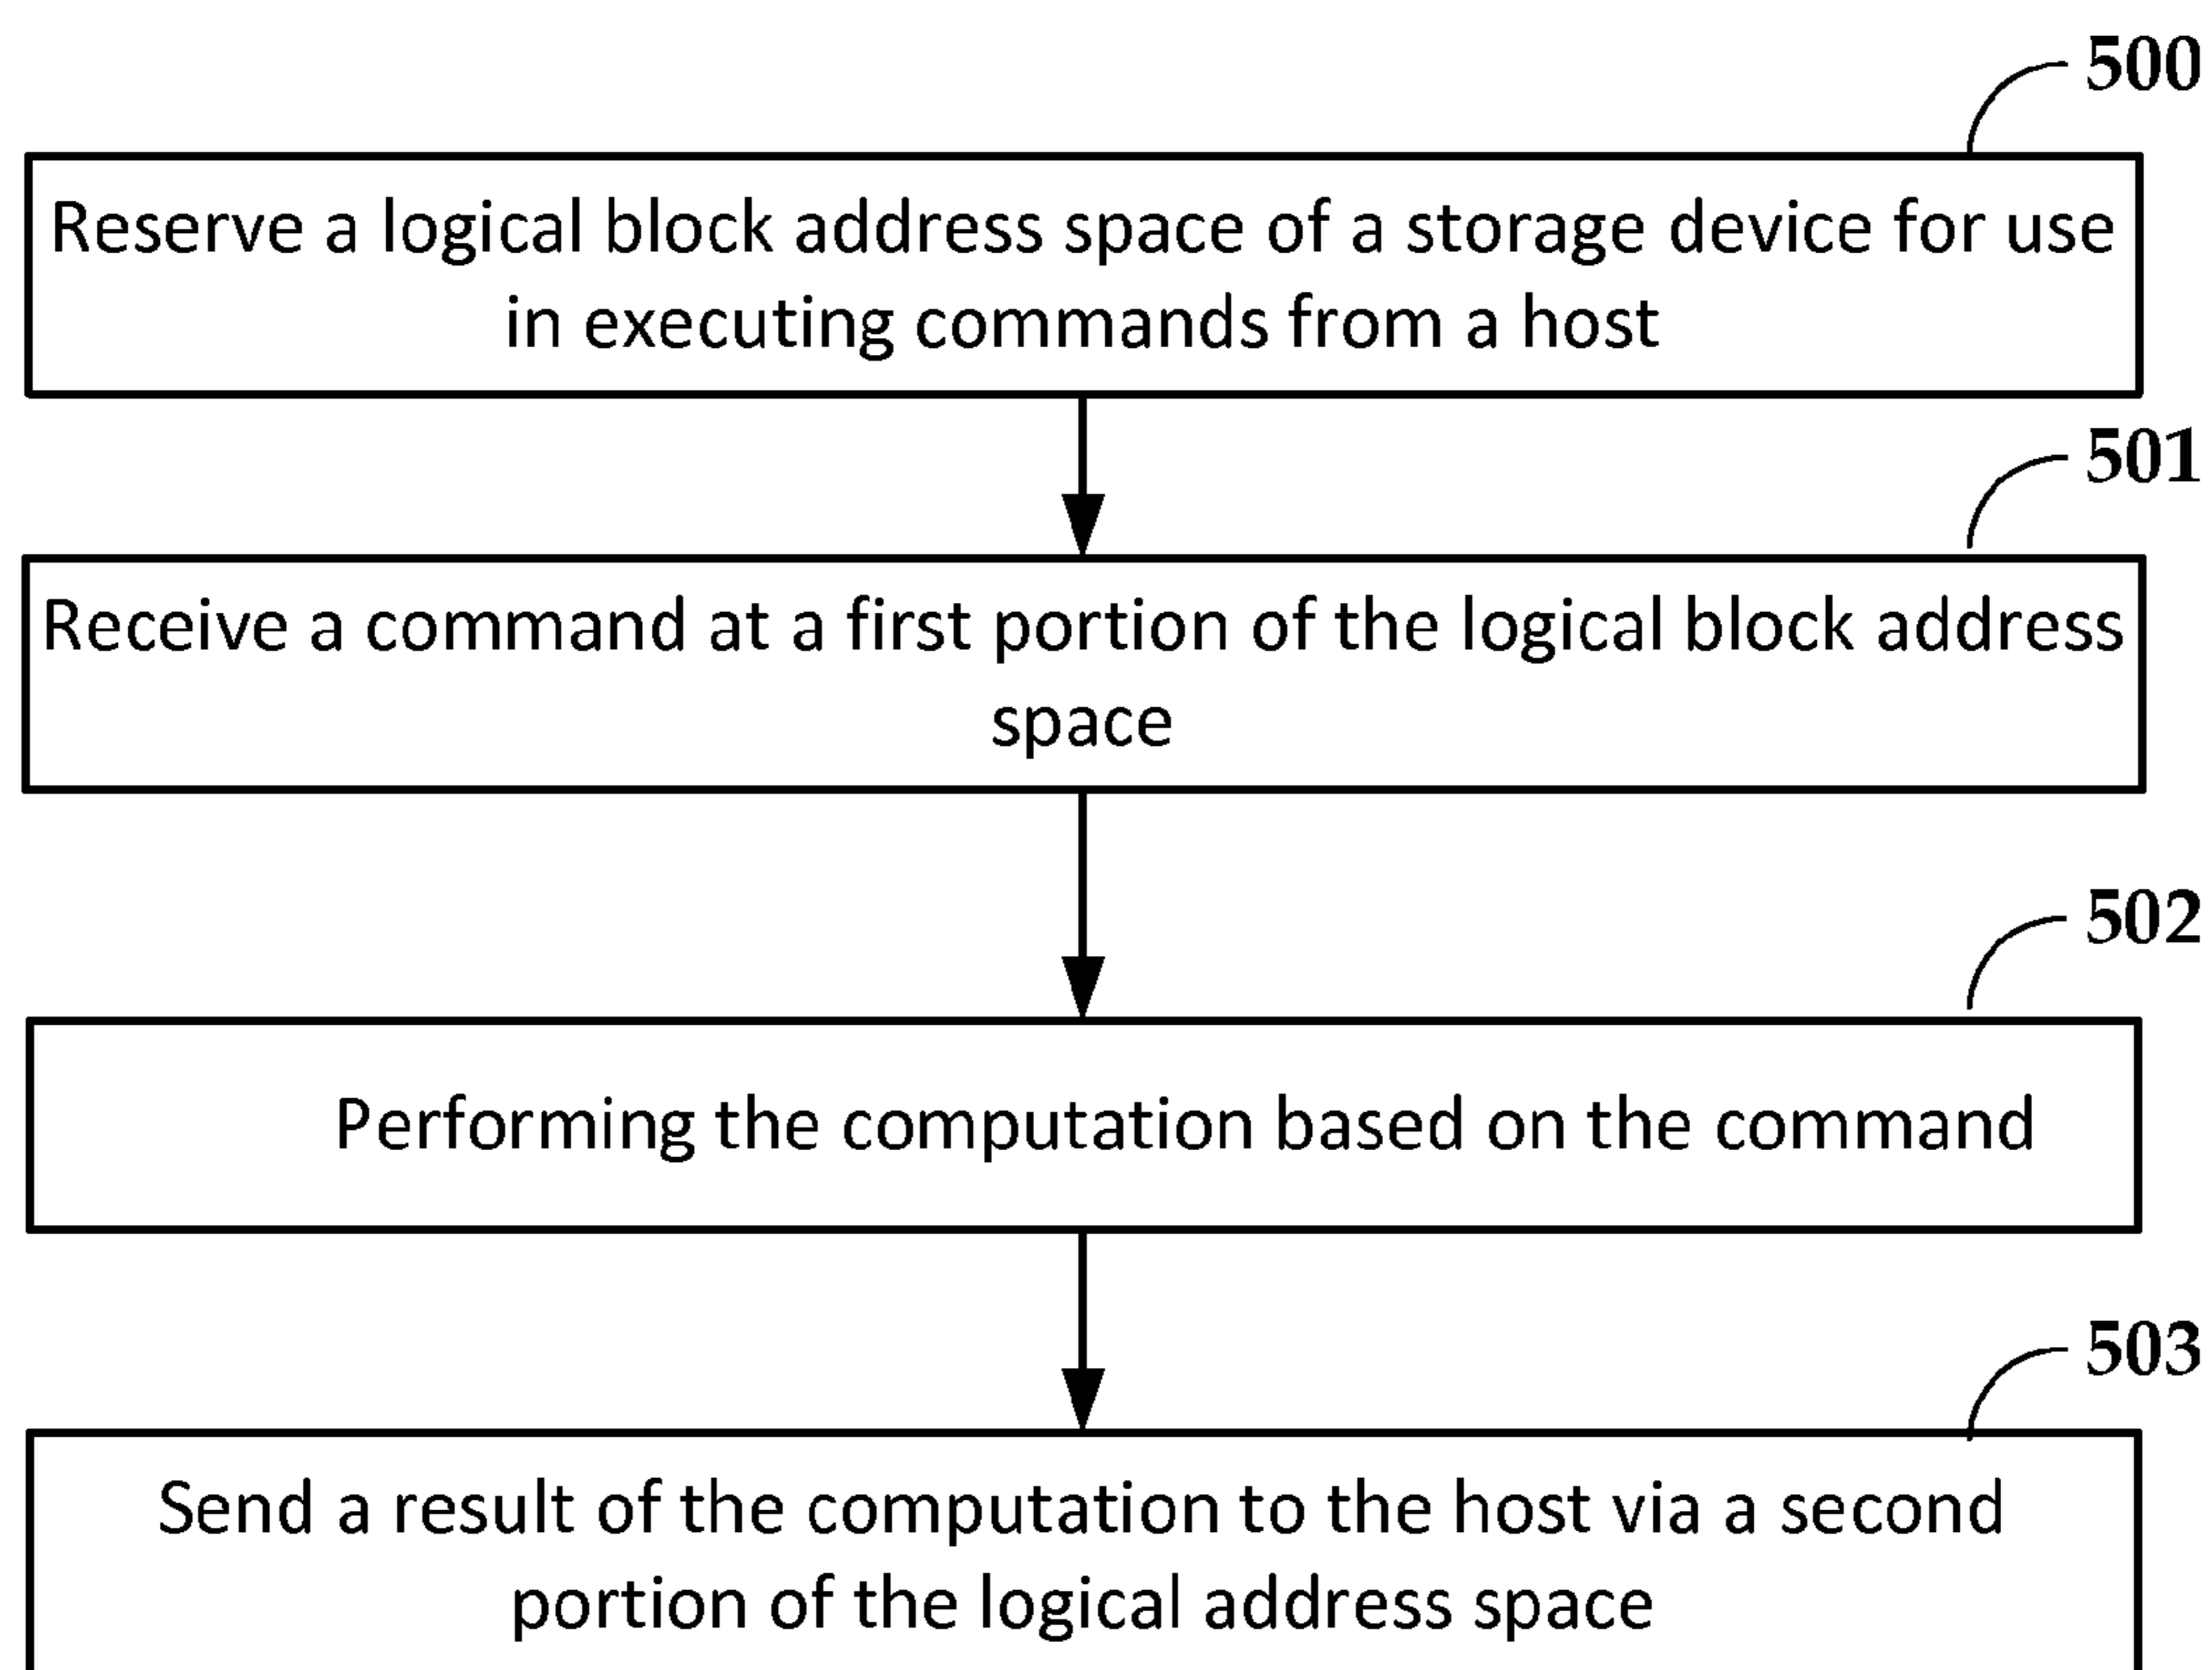 500
Reserve a logical block address space of a storage device for use
in executing commands from a host
501
Receive a command at a first portion of the logical block address
space
502
Performing the computation based on the command
503
Send a result of the computation to the host via a second
portion of the logical address space